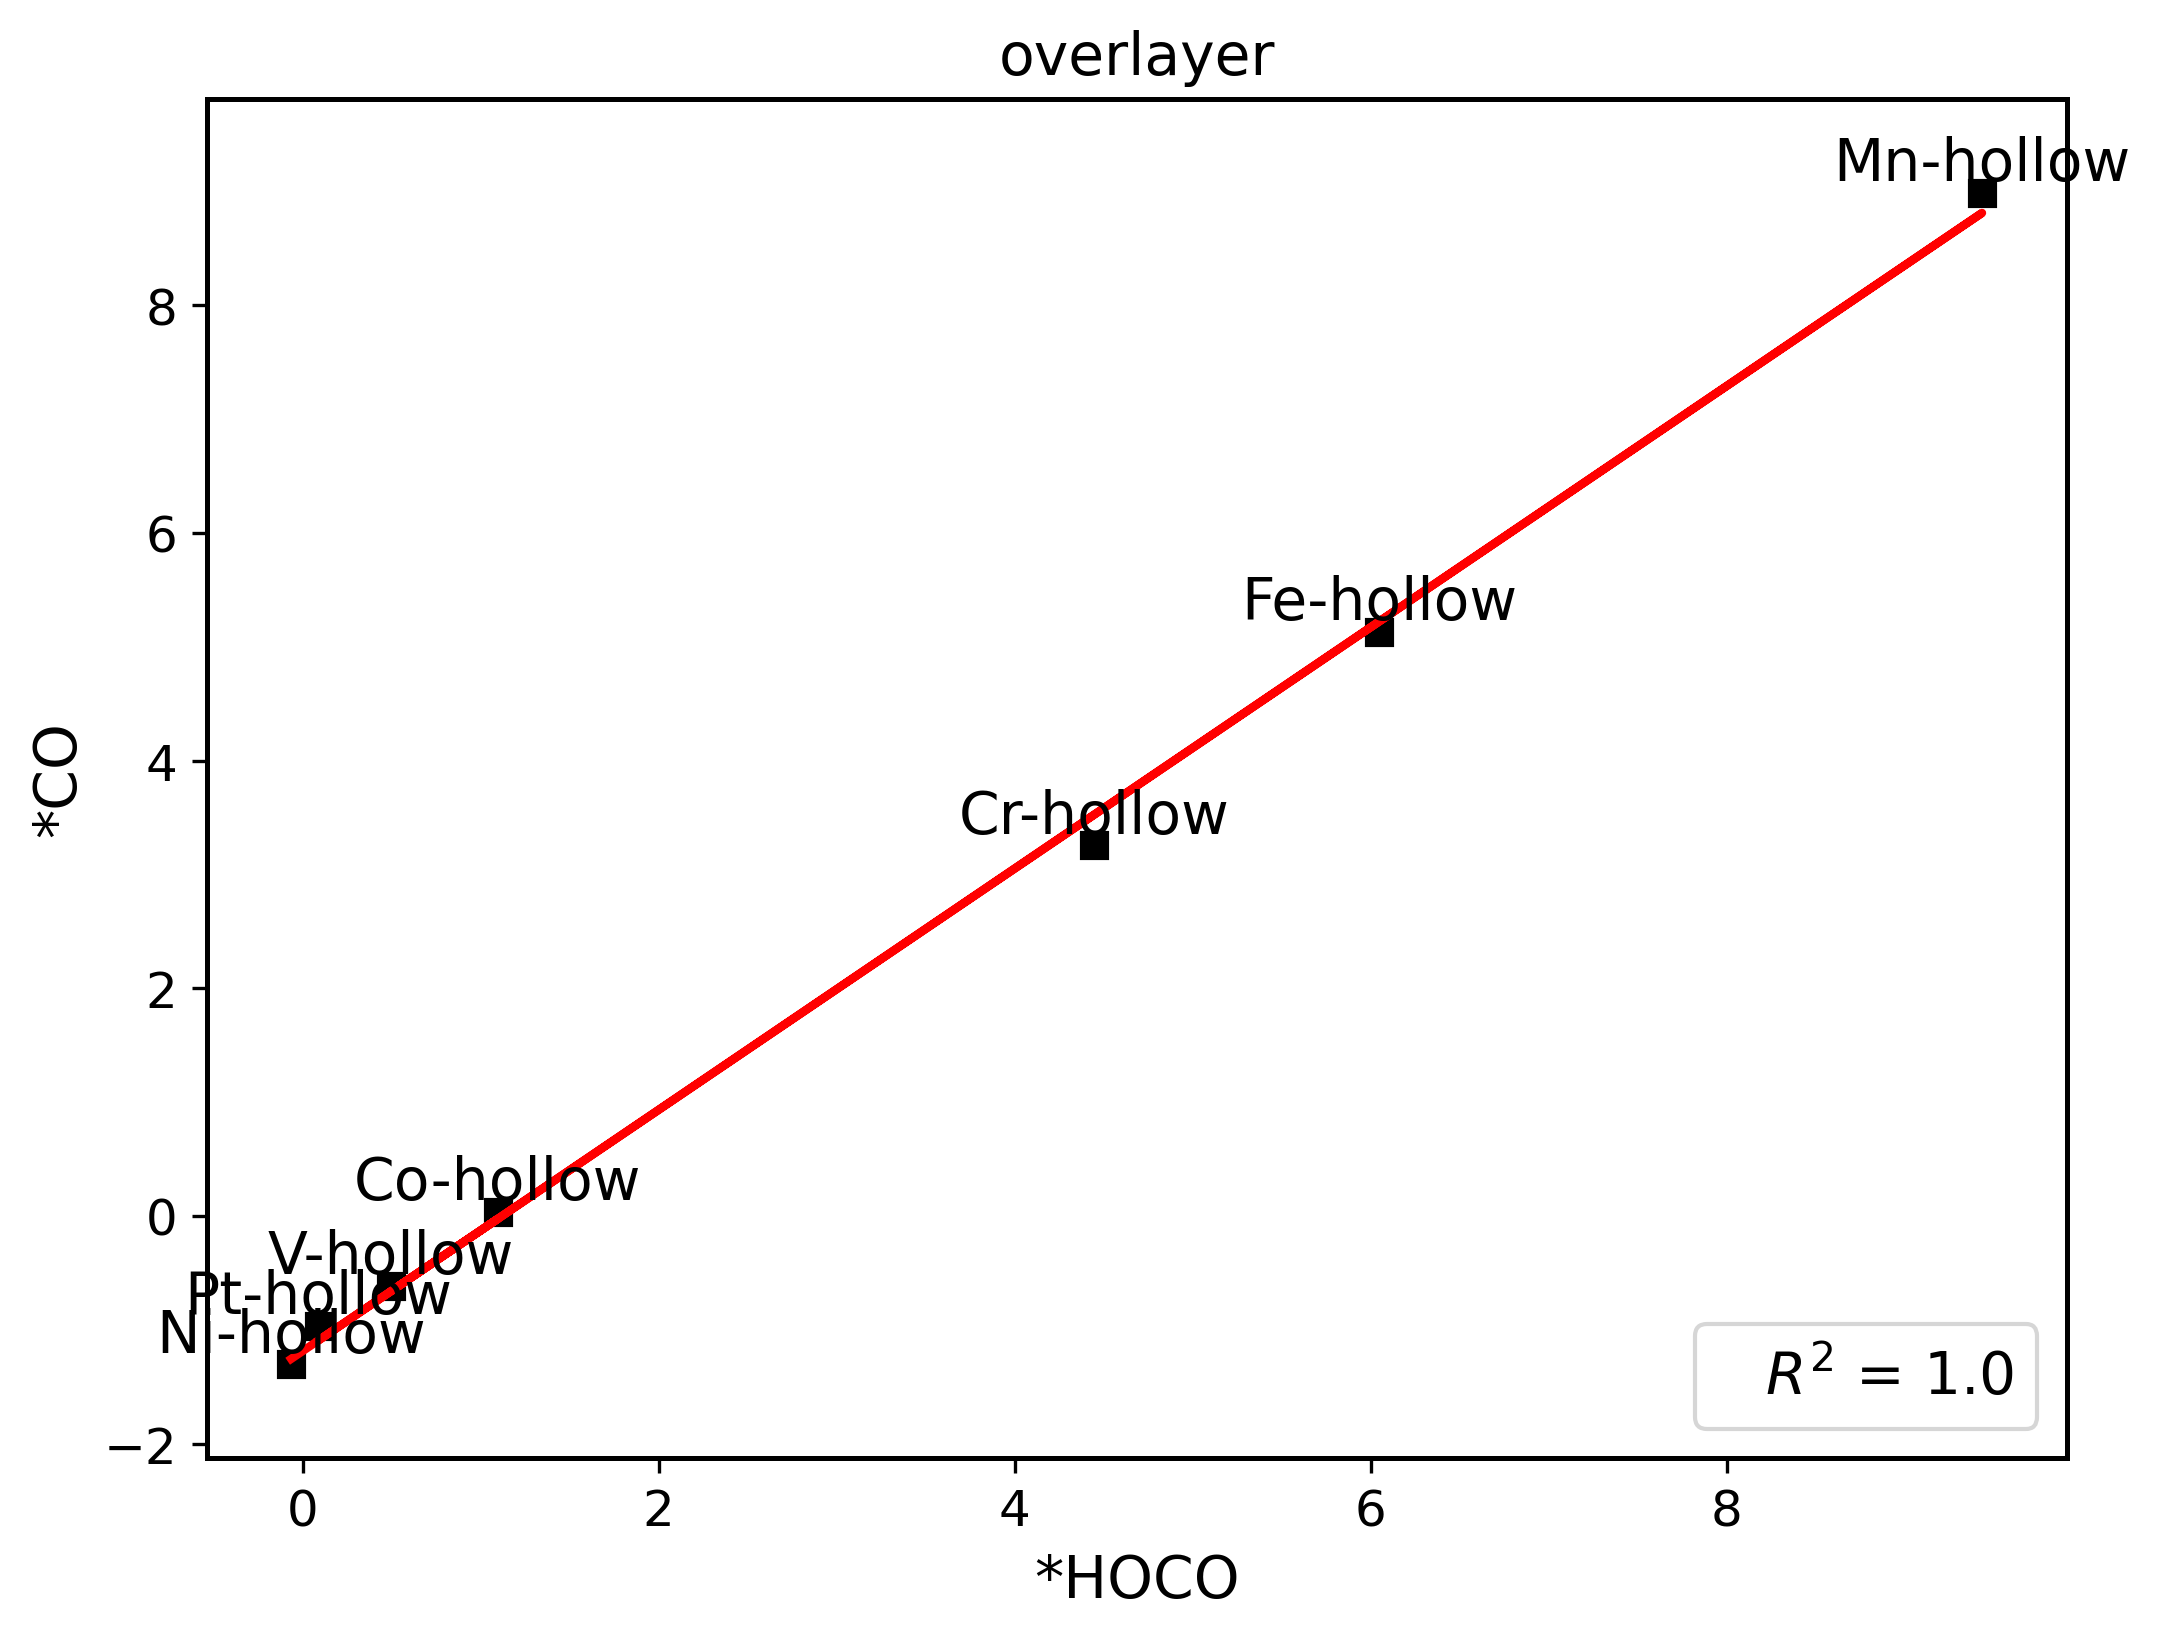 overlayer
Mn-hollow
8
6
Fe-hollow
*CO
4
Cr-hollow
2
Co-hollow
0
V-hollow
Pt-hollow
Ni-hollow
R² = 1.0
−2
0 2 4 6 8
*HOCO